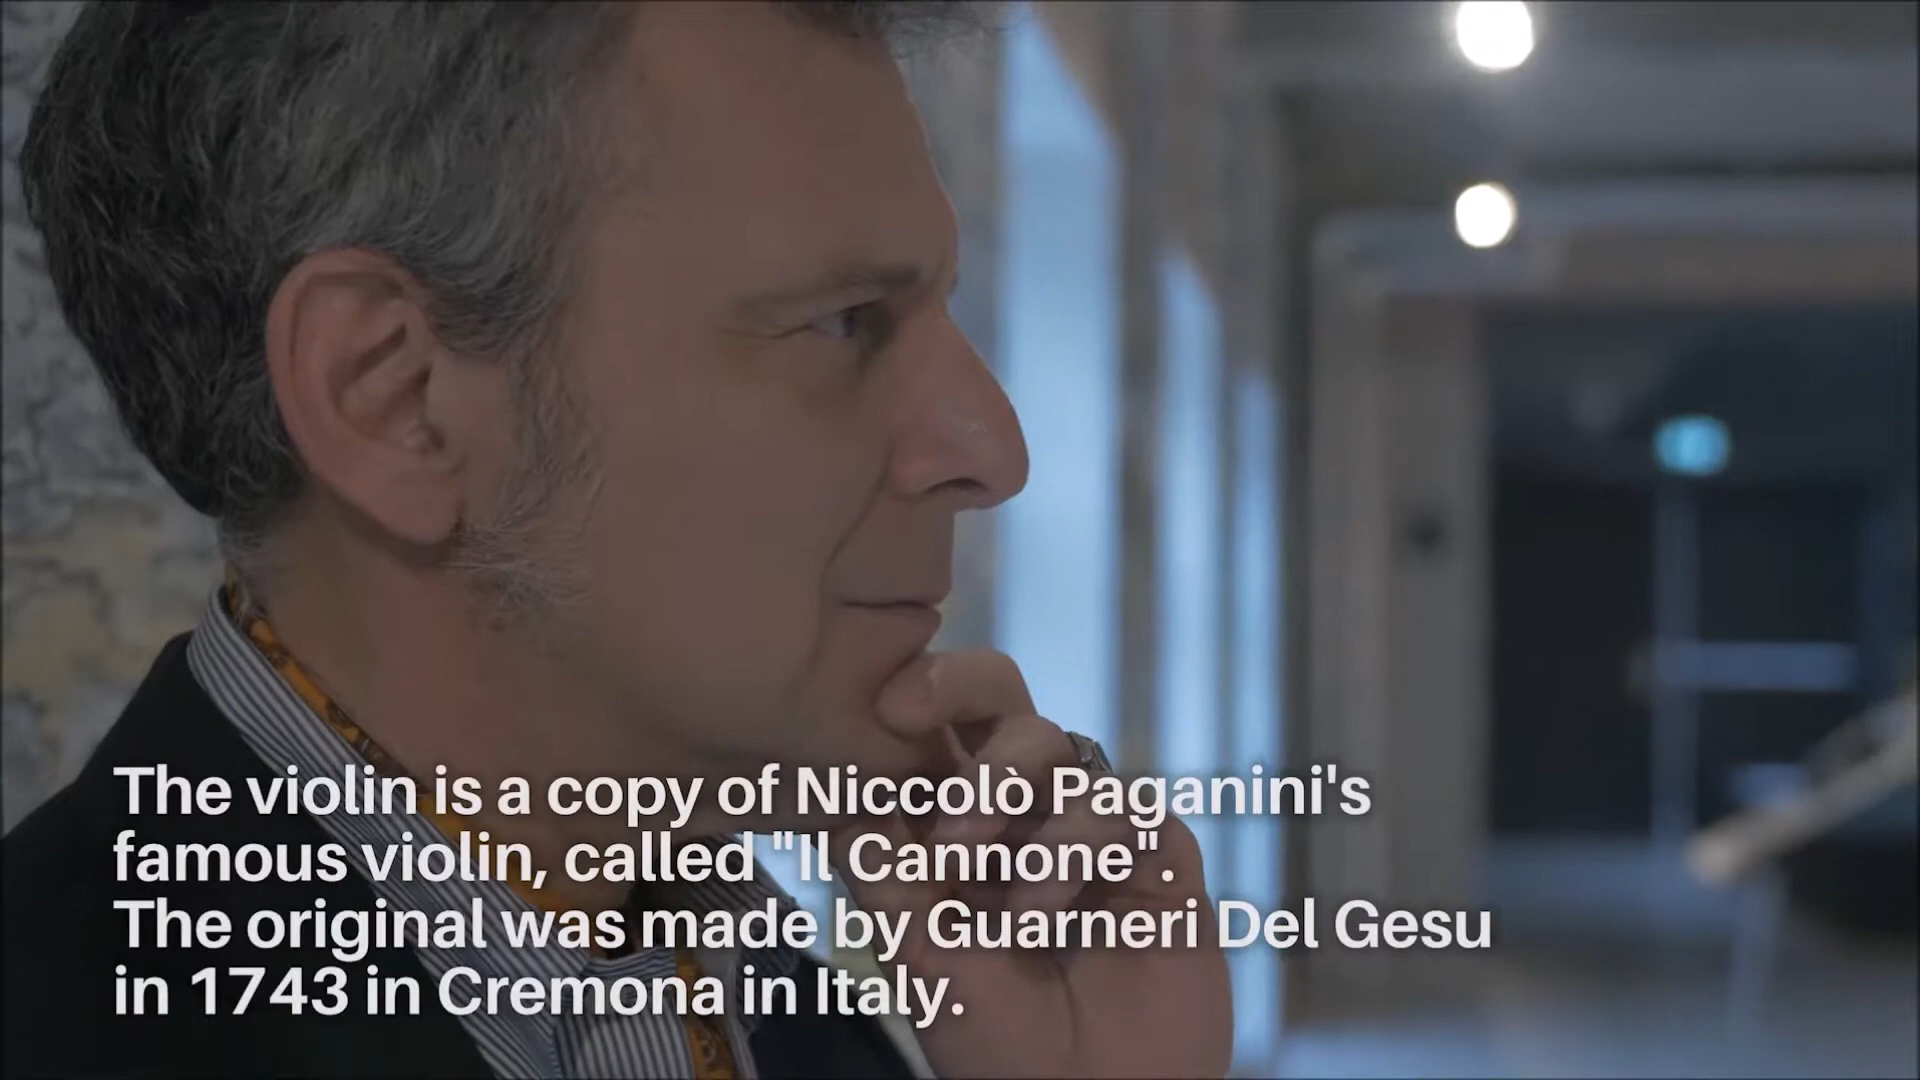 The violin is a copy of Niccolò Paganini's
famous violin, called "Il Cannone".
The original was made by Guarneri Del Gesu
in 1743 in Cremona in Italy.